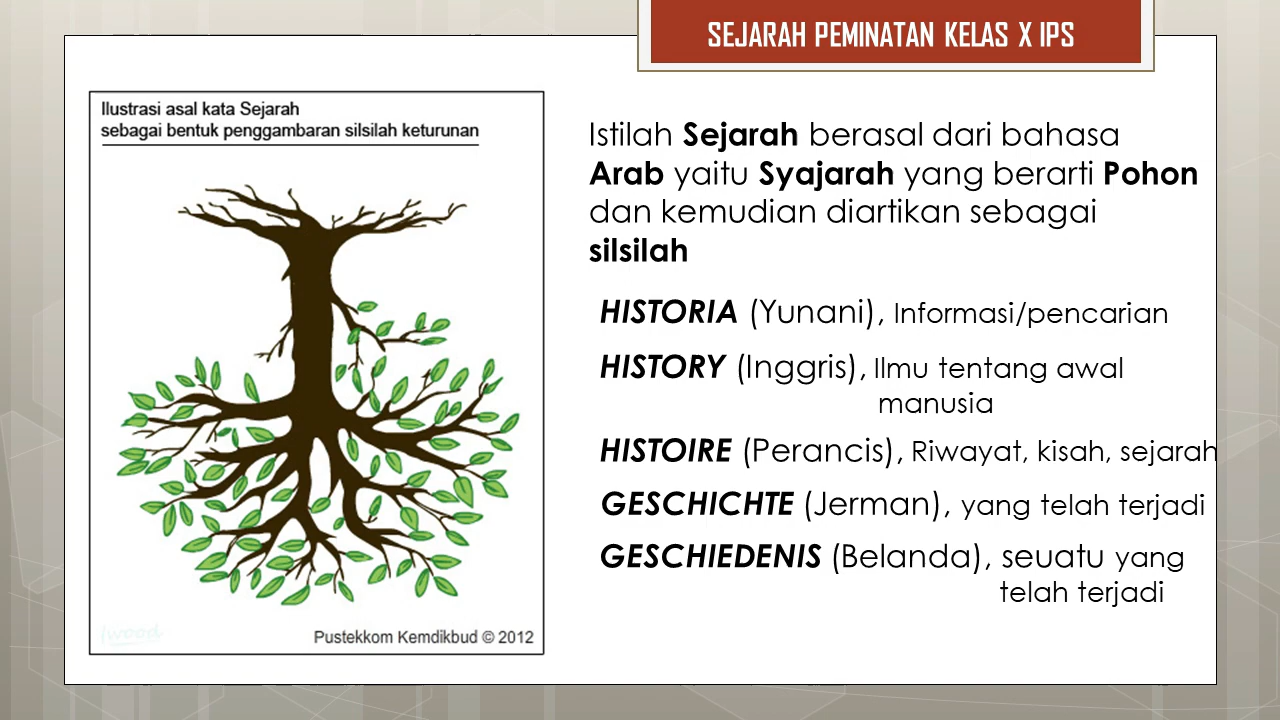 SEJARAH PEMINATAN KELAS X IPS
Ilustrasi asal kata Sejarah
sebagai bentuk penggambaran silsilah keturunan
Pustekkom Kemdikbud © 2012
Istilah Sejarah berasal dari bahasa
Arab yaitu Syajarah yang berarti Pohon
dan kemudian diartikan sebagai
silsilah
HISTORIA (Yunani), Informasi/pencarian
HISTORY (Inggris), Ilmu tentang awal
manusia
HISTOIRE (Perancis), Riwayat, kisah, sejarah
GESCHICHTE (Jerman), yang telah terjadi
GESCHIEDENIS (Belanda), seuatu yang
telah terjadi